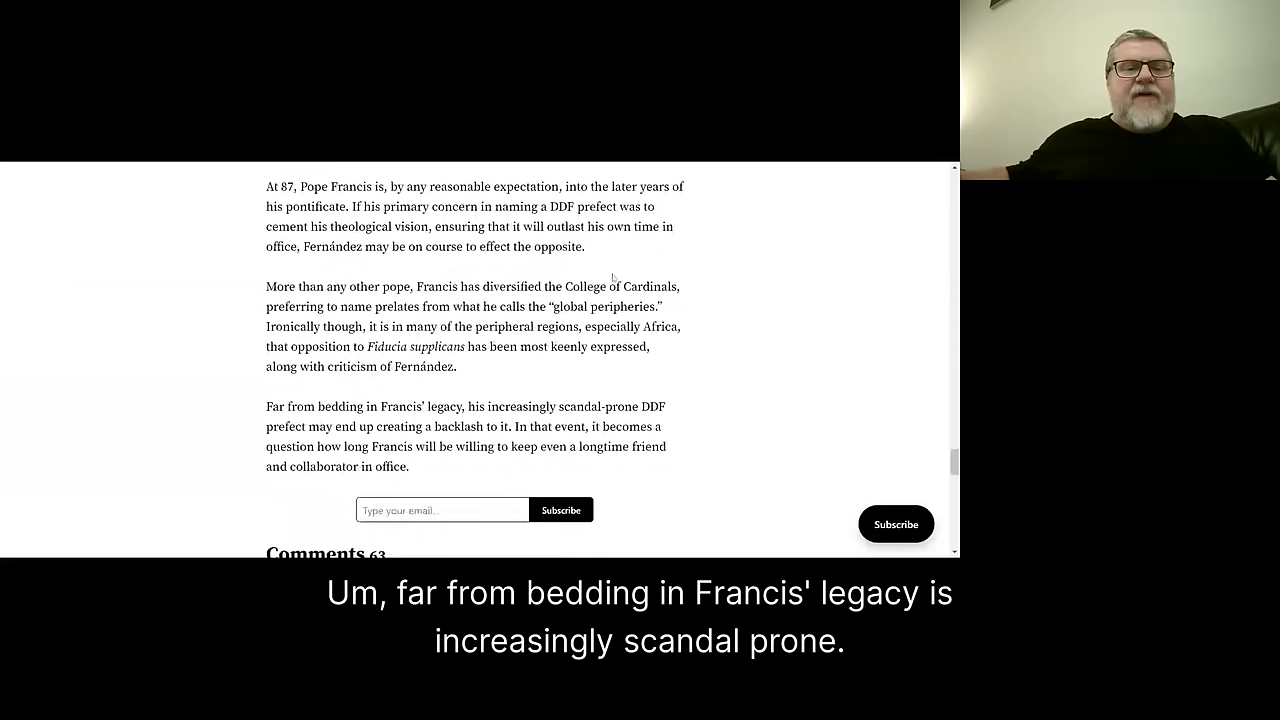 At 87, Pope Francis is, by any reasonable expectation, into the later years of
his pontificate. If his primary concern in naming a DDF prefect was to
cement his theological vision, ensuring that it will outlast his own time in
office, Fernández may be on course to effect the opposite.
More than any other pope, Francis has diversified the College of Cardinals,
preferring to name prelates from what he calls the “global peripheries.”
Ironically though, it is in many of the peripheral regions, especially Africa,
that opposition to Fiducia supplicans has been most keenly expressed,
along with criticism of Fernández.
Far from bedding in Francis’ legacy, his increasingly scandal-prone DDF
prefect may end up creating a backlash to it. In that event, it becomes a
question how long Francis will be willing to keep even a longtime friend
and collaborator in office.
Type your email... Subscribe
Subscribe
Comments 63
Um, far from bedding in Francis' legacy is
increasingly scandal prone.